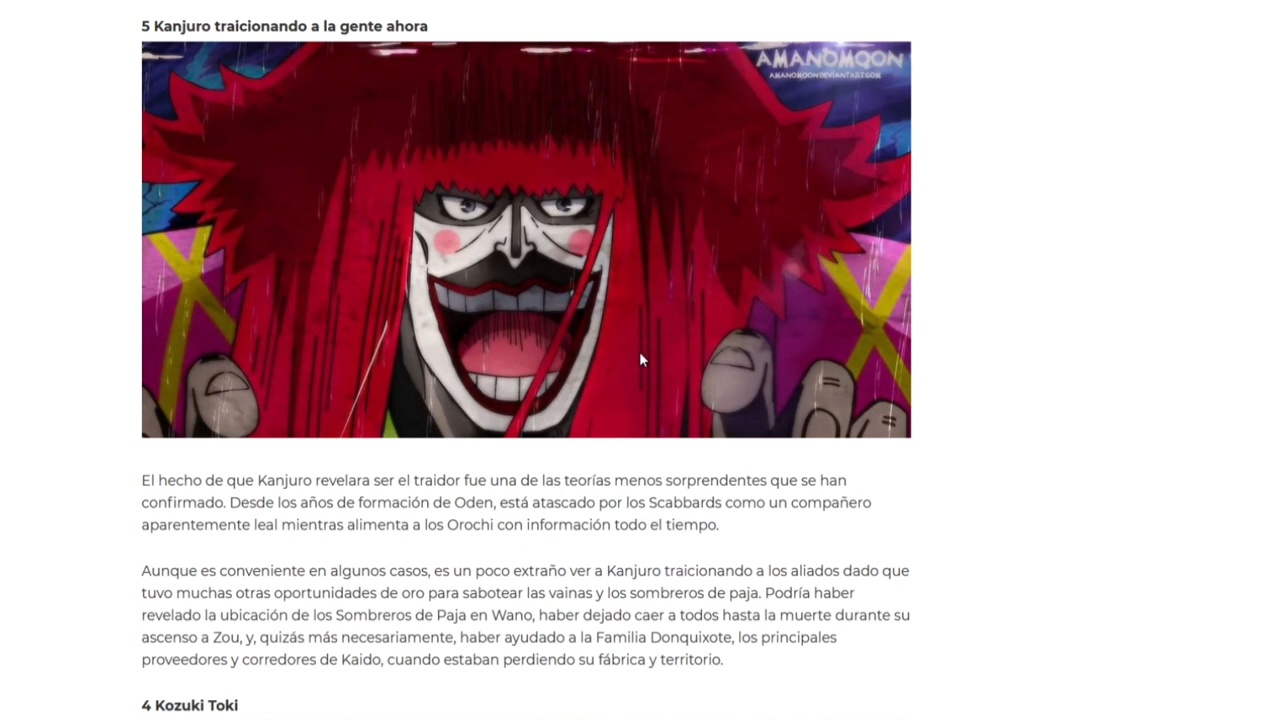 5 Kanjuro traicionando a la gente ahora
AMANOMOON
AMANOMOON.DEVIANTART.COM
El hecho de que Kanjuro revelara ser el traidor fue una de las teorías menos sorprendentes que se han
confirmado. Desde los años de formación de Oden, está atascado por los Scabbards como un compañero
aparentemente leal mientras alimenta a los Orochi con información todo el tiempo.
Aunque es conveniente en algunos casos, es un poco extraño ver a Kanjuro traicionando a los aliados dado que
tuvo muchas otras oportunidades de oro para sabotear las vainas y los sombreros de paja. Podría haber
revelado la ubicación de los Sombreros de Paja en Wano, haber dejado caer a todos hasta la muerte durante su
ascenso a Zou, y, quizás más necesariamente, haber ayudado a la Familia Donquixote, los principales
proveedores y corredores de Kaido, cuando estaban perdiendo su fábrica y territorio.
4 Kozuki Toki